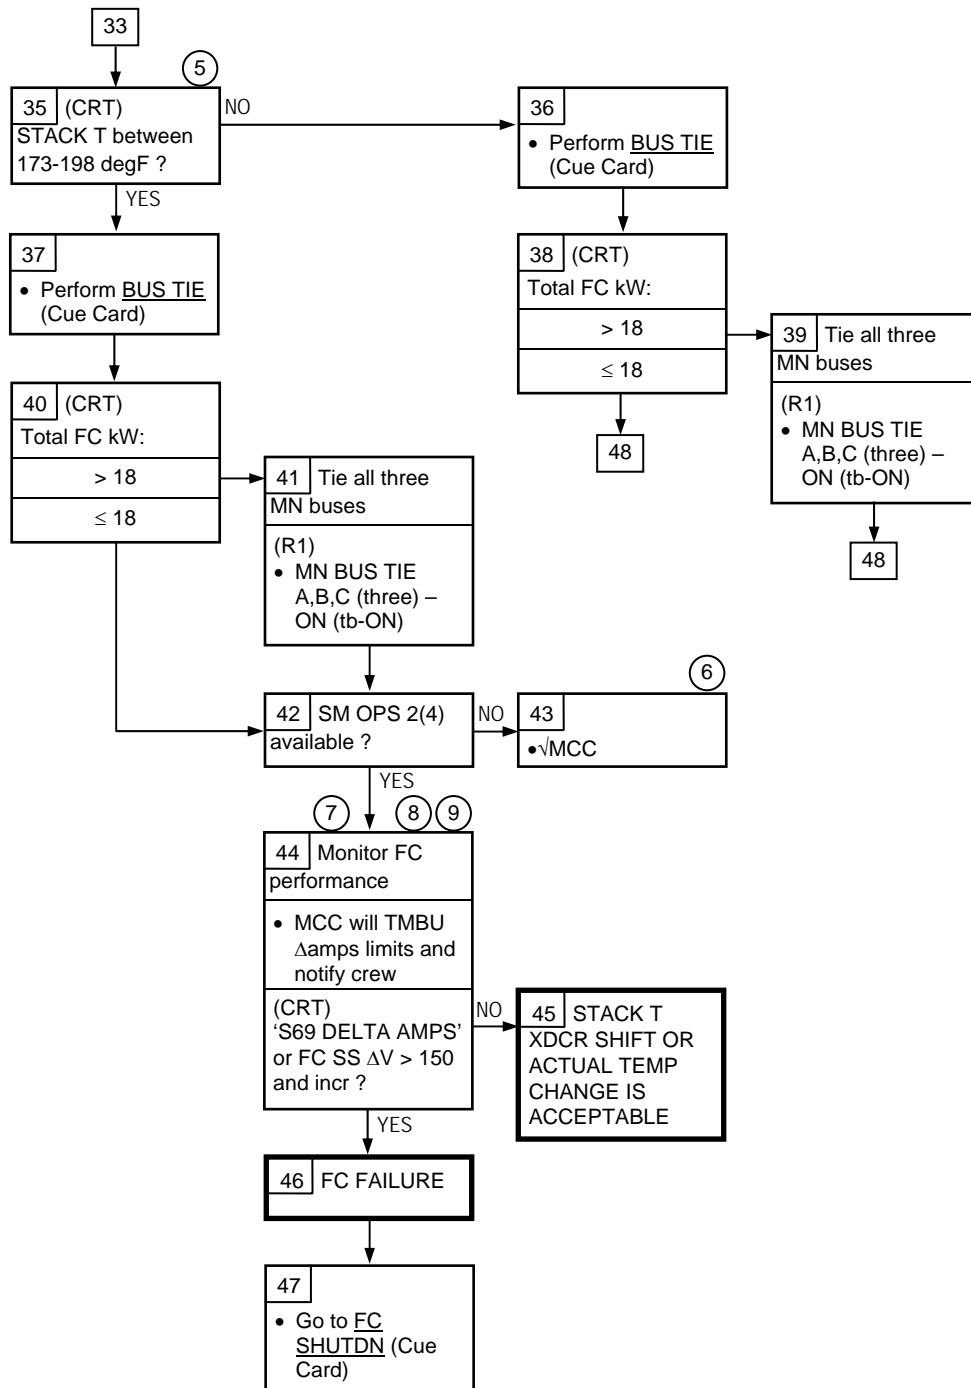 33
5
35 (CRT)
STACK T between
173-198 degF ?
NO
YES
36
• Perform BUS TIE
(Cue Card)
37
• Perform BUS TIE
(Cue Card)
38 (CRT)
Total FC kW:
> 18
≤ 18
48
39 Tie all three
MN buses
(R1)
• MN BUS TIE
A,B,C (three) –
ON (tb-ON)
48
40 (CRT)
Total FC kW:
> 18
≤ 18
41 Tie all three
MN buses
(R1)
• MN BUS TIE
A,B,C (three) –
ON (tb-ON)
42 SM OPS 2(4)
available ?
NO
YES
6
43
•√MCC
7
8
9
44 Monitor FC
performance
• MCC will TMBU
∆amps limits and
notify crew
(CRT)
'S69 DELTA AMPS'
or FC SS ∆V > 150
and incr ?
NO
YES
45 STACK T
XDCR SHIFT OR
ACTUAL TEMP
CHANGE IS
ACCEPTABLE
46 FC FAILURE
47
• Go to FC
SHUTDN (Cue
Card)